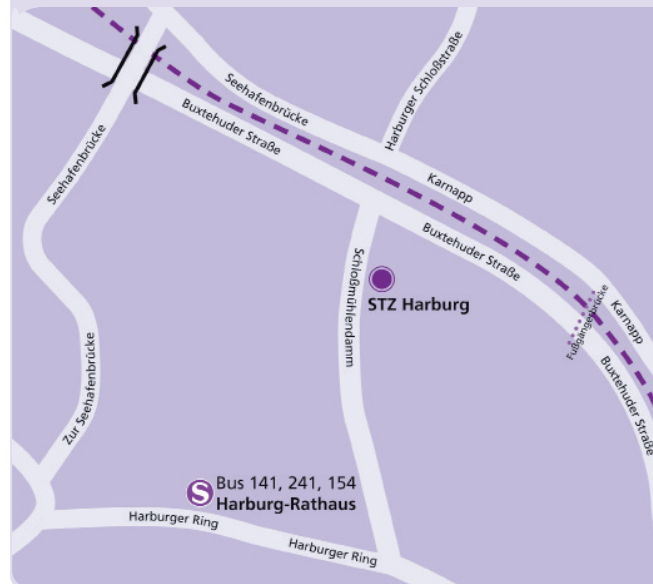 Seehafenbrücke
Harburger Schloßstraße
Buxtehuder Straße
Seehafenbrücke
Karnapp
Buxtehuder Straße
Schloßmühlendamm
STZ Harburg
Fußgängerbrücke
Karnapp
Zur Seehafenbrücke
Buxtehuder Straße
S
Bus 141, 241, 154
Harburg-Rathaus
Harburger Ring
Harburger Ring